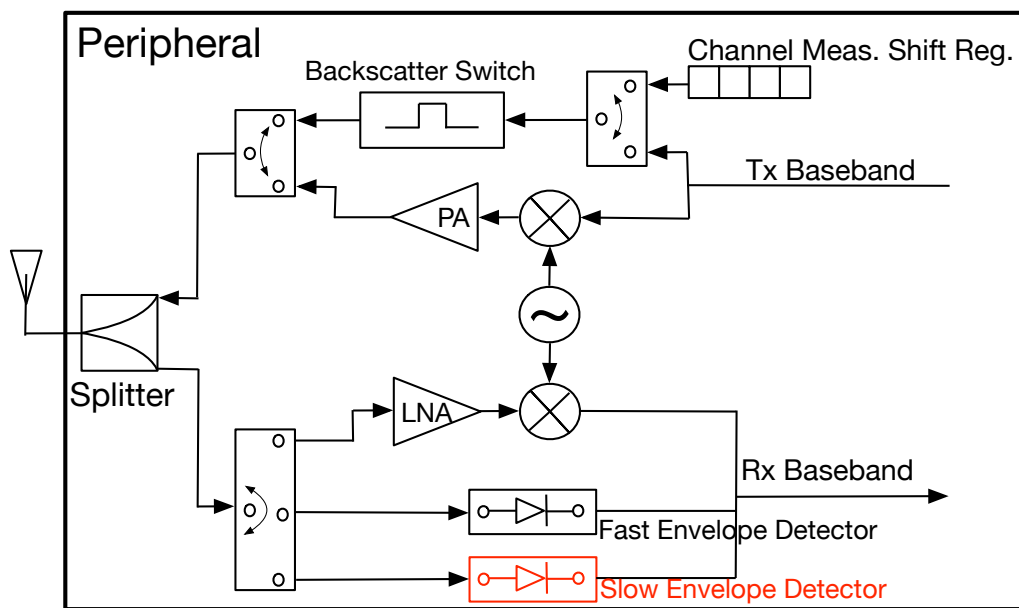 Peripheral
Channel Meas. Shift Reg.
Backscatter Switch
Tx Baseband
PA
~
Splitter
LNA
Rx Baseband
Fast Envelope Detector
Slow Envelope Detector